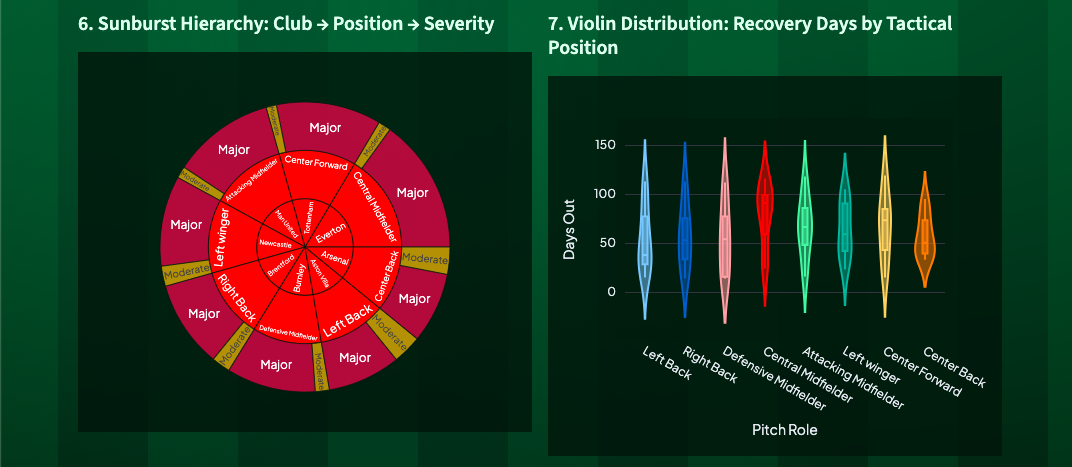 6. Sunburst Hierarchy: Club → Position → Severity
Major
Moderate
Major
Moderate
Major
Moderate
Major
Moderate
Major
Moderate
Major
Moderate
Major
Moderate
Major
Moderate
Center Forward
Central Midfielder
Center Back
Left Back
Defensive Midfielder
Right Back
Left winger
Attacking Midfielder
Tottenham
Everton
Arsenal
Aston Villa
Burnley
Brentford
Newcastle
Man United
7. Violin Distribution: Recovery Days by Tactical
Position
150
100
50
0
Days Out
Left Back
Right Back
Defensive Midfielder
Central Midfielder
Attacking Midfielder
Left winger
Center Forward
Center Back
Pitch Role